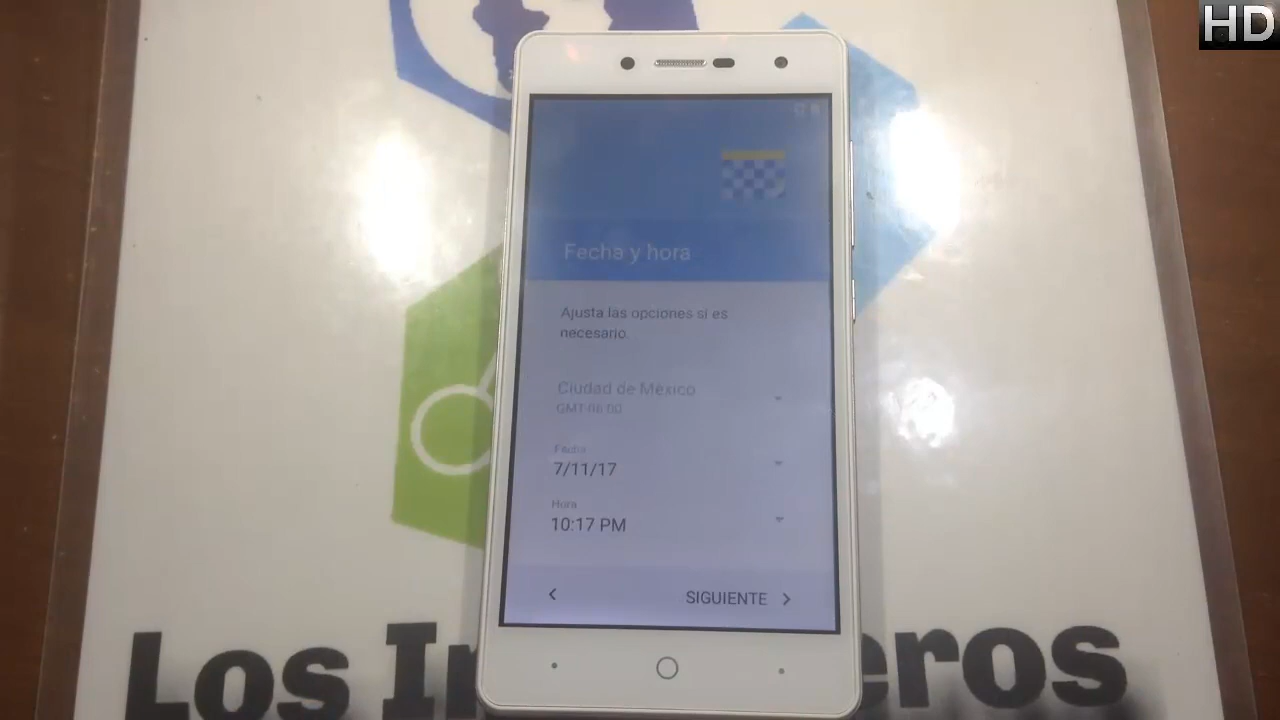 HD
Fecha y hora
Ajusta las opciones si es
necesario.
Ciudad de México
GMT-06:00
Fecha
7/11/17
Hora
10:17 PM
SIGUIENTE
Los In
eros